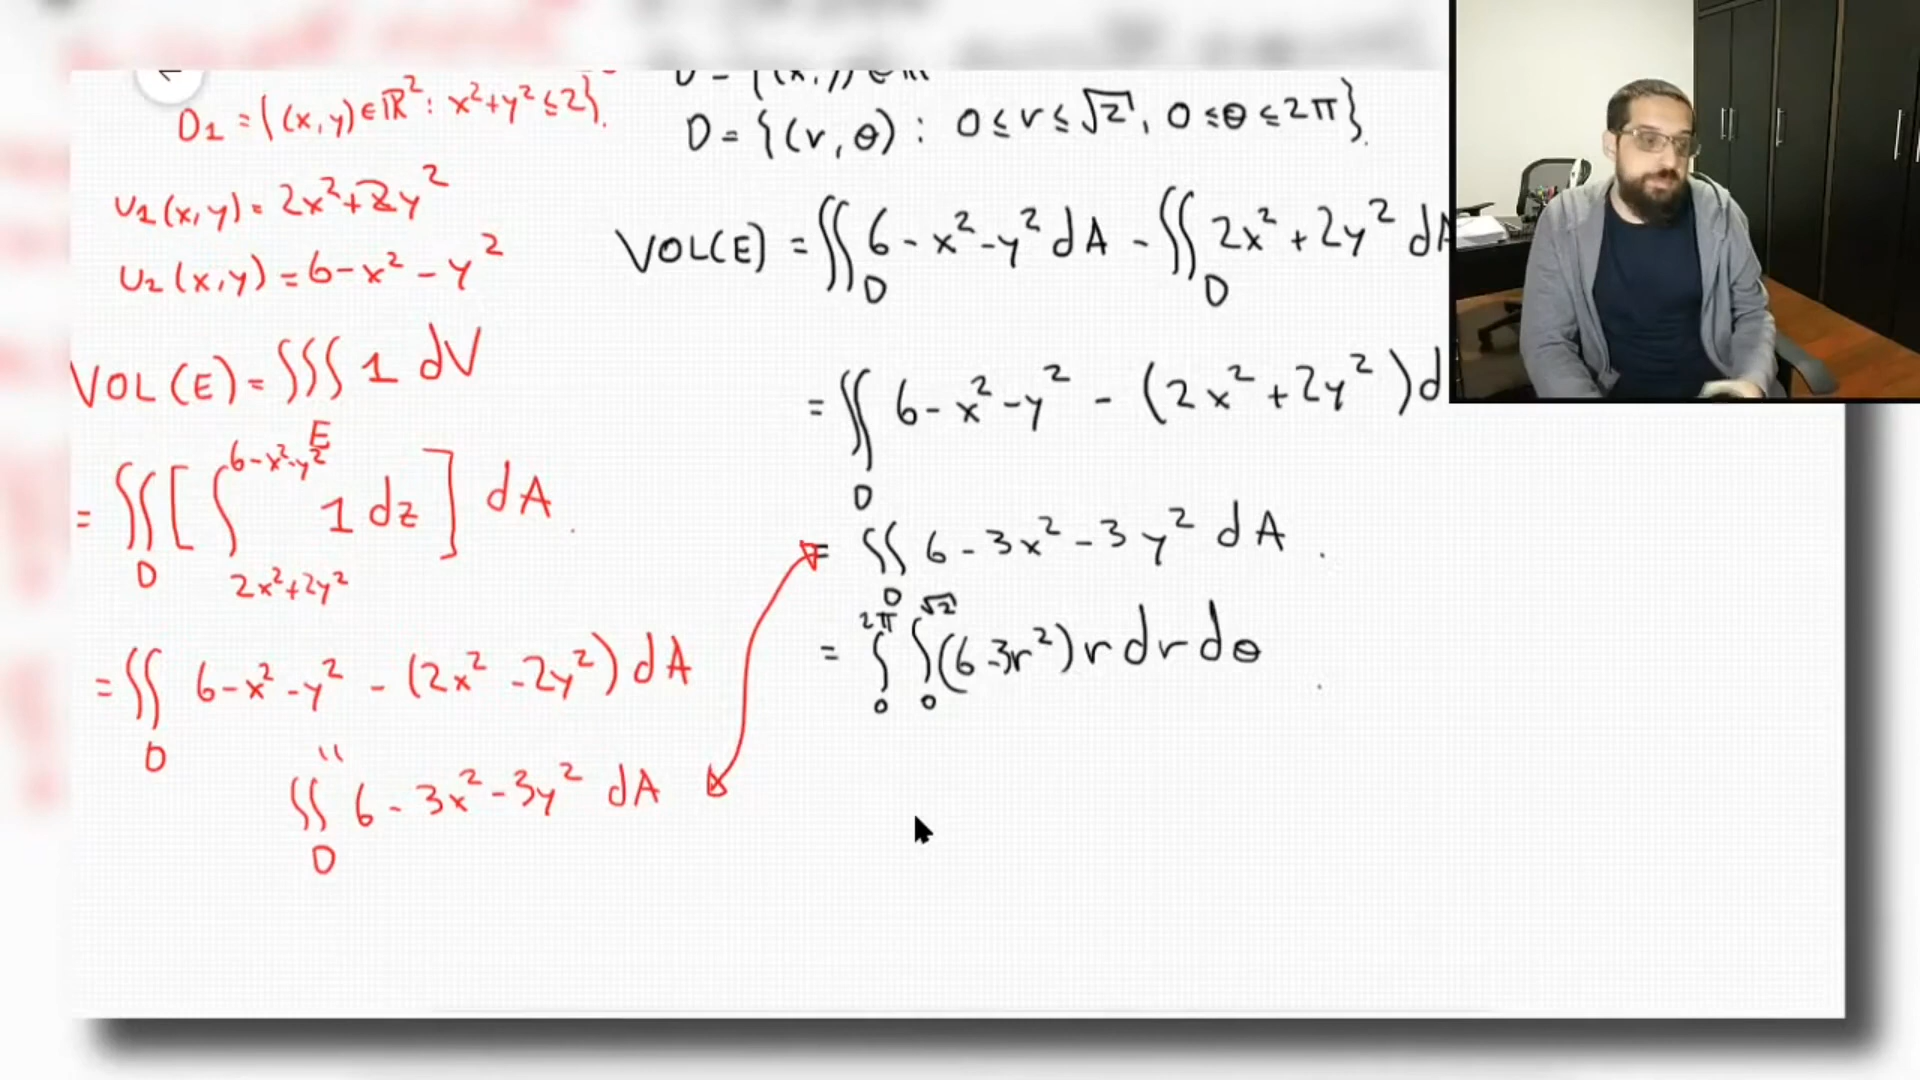 D1 = {(x,y)∈ℝ²: x²+y²≤2}.
U1(x,y) = 2x²+2y²
U2(x,y) = 6-x²-y²
VOL(E) = ∭_E 1 dV
= ∬_D [∫_{2x²+2y²}^{6-x²-y²} 1 dz] dA.
= ∬_D 6-x²-y² - (2x²-2y²) dA
"
∬_D 6-3x²-3y² dA
D = {(r,θ): 0≤r≤√2, 0≤θ≤2π}.
VOL(E) = ∬_D 6-x²-y² dA - ∬_D 2x²+2y² dA
= ∬_D 6-x²-y² - (2x²+2y²) d
= ∬_D 6-3x²-3y² dA.
= ∫_0^{2π} ∫_0^{√2} (6-3r²) r dr dθ